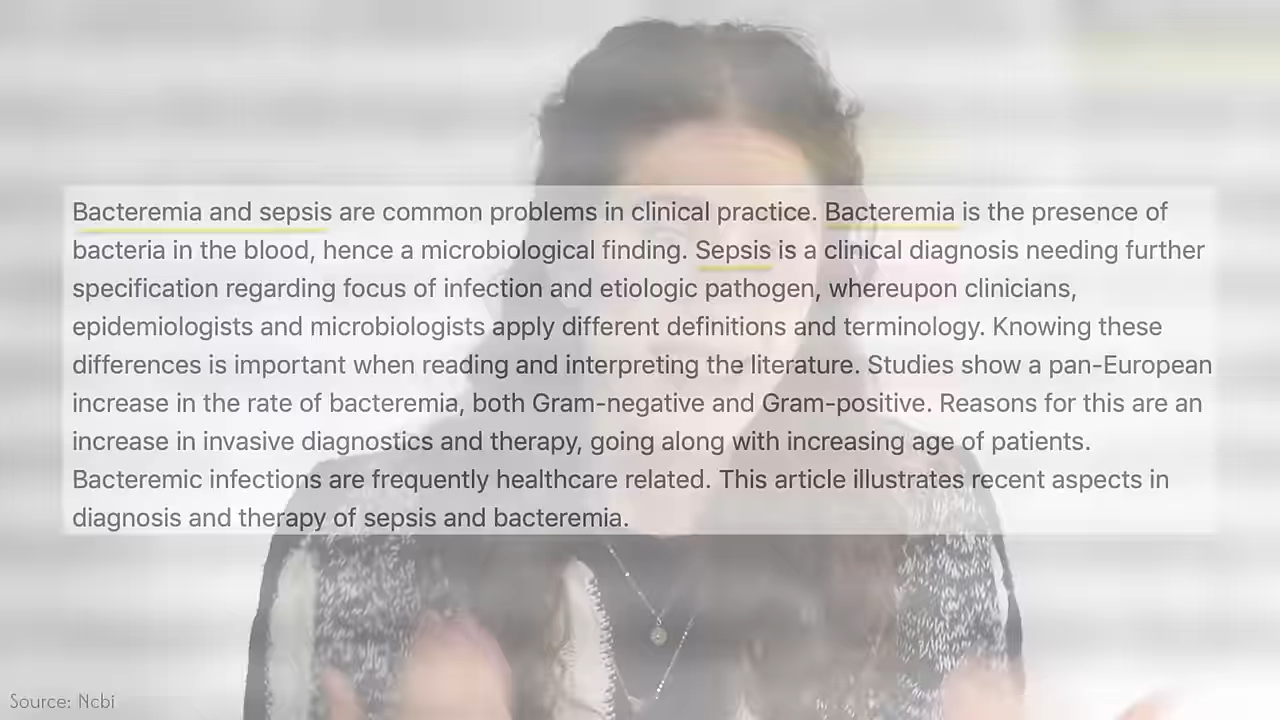 Bacteremia and sepsis are common problems in clinical practice. Bacteremia is the presence of
bacteria in the blood, hence a microbiological finding. Sepsis is a clinical diagnosis needing further
specification regarding focus of infection and etiologic pathogen, whereupon clinicians,
epidemiologists and microbiologists apply different definitions and terminology. Knowing these
differences is important when reading and interpreting the literature. Studies show a pan-European
increase in the rate of bacteremia, both Gram-negative and Gram-positive. Reasons for this are an
increase in invasive diagnostics and therapy, going along with increasing age of patients.
Bacteremic infections are frequently healthcare related. This article illustrates recent aspects in
diagnosis and therapy of sepsis and bacteremia.
Source: Ncbi